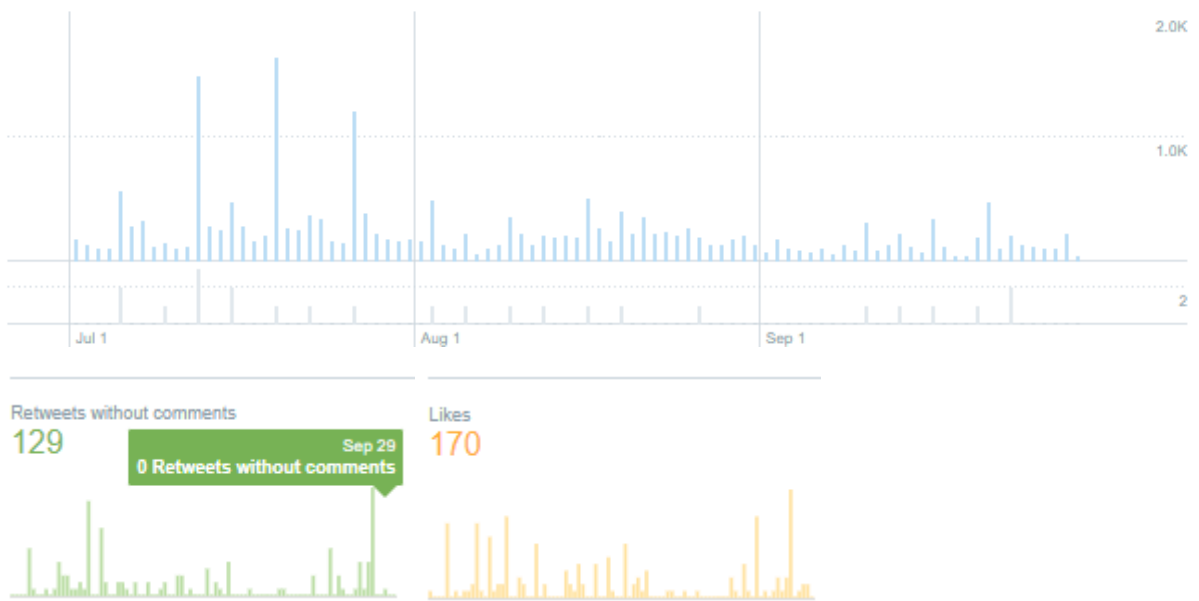 2.0K
1.0K
2
Jul 1
Aug 1
Sep 1
Retweets without comments
129
Sep 29
0 Retweets without comments
Likes
170